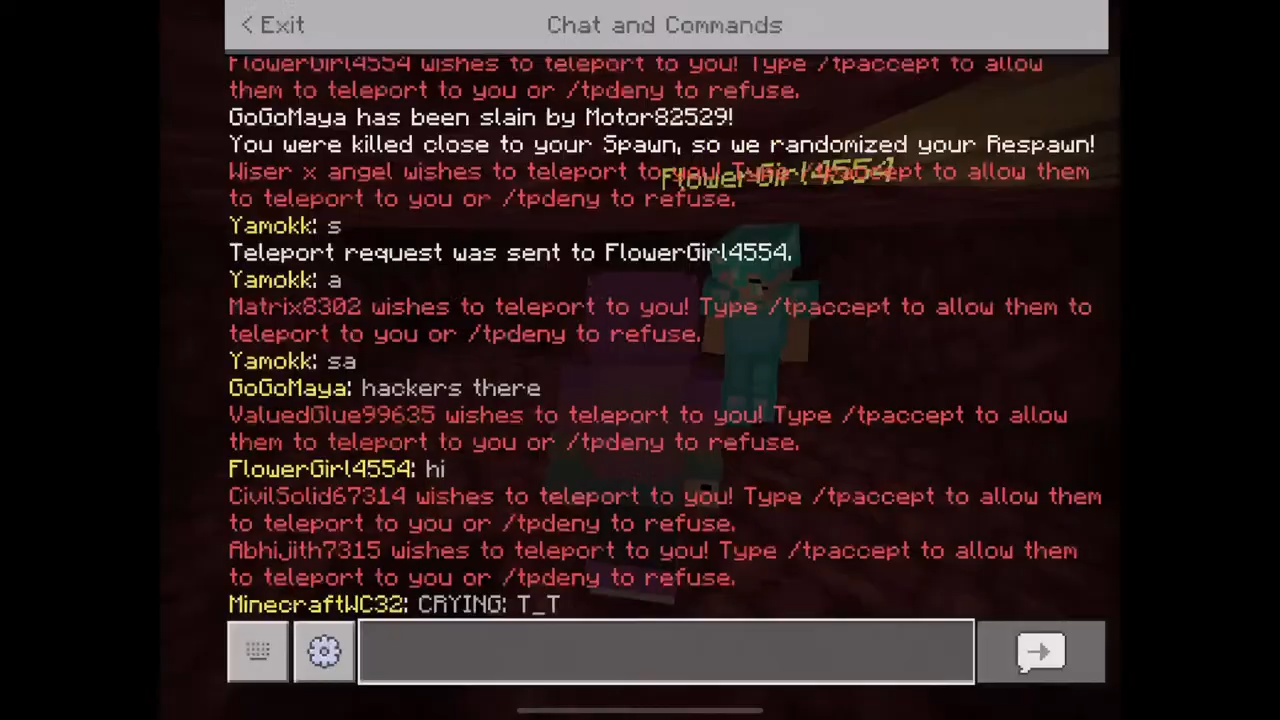 Exit
Chat and Commands
FlowerGirl4554 wishes to teleport to you! Type /tpaccept to allow
them to teleport to you or /tpdeny to refuse.
GoGoMaya has been slain by Motor82529!
You were killed close to your Spawn, so we randomized your Respawn!
Wiser x angel wishes to teleport to you! Type /tpaccept to allow them
to teleport to you or /tpdeny to refuse.
FlowerGirl4554
Yamokk: s
Teleport request was sent to FlowerGirl4554.
Yamokk: a
Matrix8302 wishes to teleport to you! Type /tpaccept to allow them to
teleport to you or /tpdeny to refuse.
Yamokk: sa
GoGoMaya: hackers there
ValuedGlue99635 wishes to teleport to you! Type /tpaccept to allow
them to teleport to you or /tpdeny to refuse.
FlowerGirl4554: hi
CivilSolid67314 wishes to teleport to you! Type /tpaccept to allow them
to teleport to you or /tpdeny to refuse.
Abhijith7315 wishes to teleport to you! Type /tpaccept to allow them
to teleport to you or /tpdeny to refuse.
MinecraftWC32: CRYING: T_T